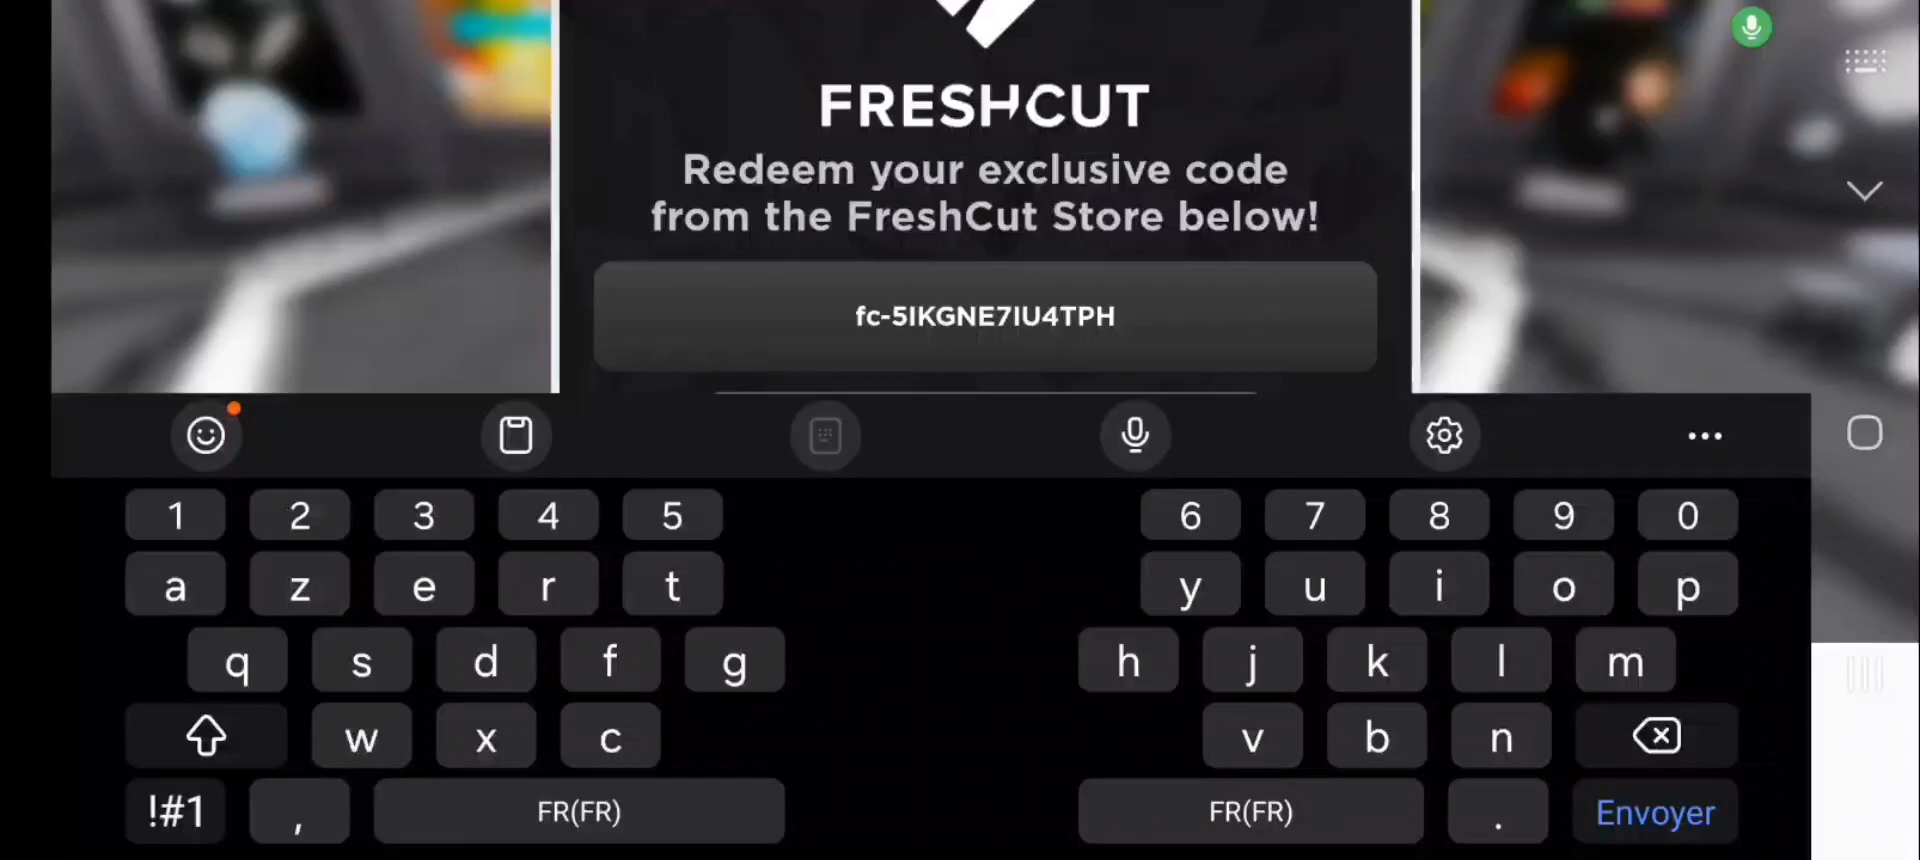 FRESHCUT
Redeem your exclusive code
from the FreshCut Store below!
fc-5IKGNE7IU4TPH
1 2 3 4 5 6 7 8 9 0
a z e r t y u i o p
q s d f g h j k l m
w x c v b n
!#1 , FR(FR) FR(FR) . Envoyer